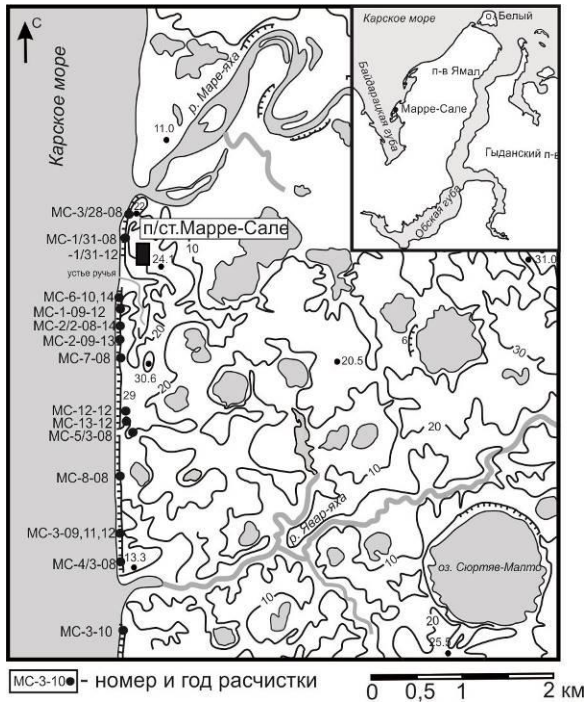 С
Карское море
р. Маре-яха
11.0
Карское море
о. Белый
п-в Ямал
Байдарацкая губа
Марре-Сале
Гыданский п-в
Обская губа
МС-3/28-08
22
п/ст.Марре-Сале
МС-1/31-08
-1/31-12
10
24.1
31.0
устье ручья
МС-6-10,14
МС-1-09-12
МС-2/2-08-14
20
МС-2-09-13
МС-7-08
6
30
20.5
30.6
20
29
МС-12-12
МС-13-12
МС-5/3-08
20
10
МС-8-08
10
р. Явар-яха
МС-3-09,11,12
13.3
МС-4/3-08
10
оз. Сюртяе-Малто
10
20
МС-3-10
25.5
МС-3-10 - номер и год расчистки
0 0,5 1 2 км